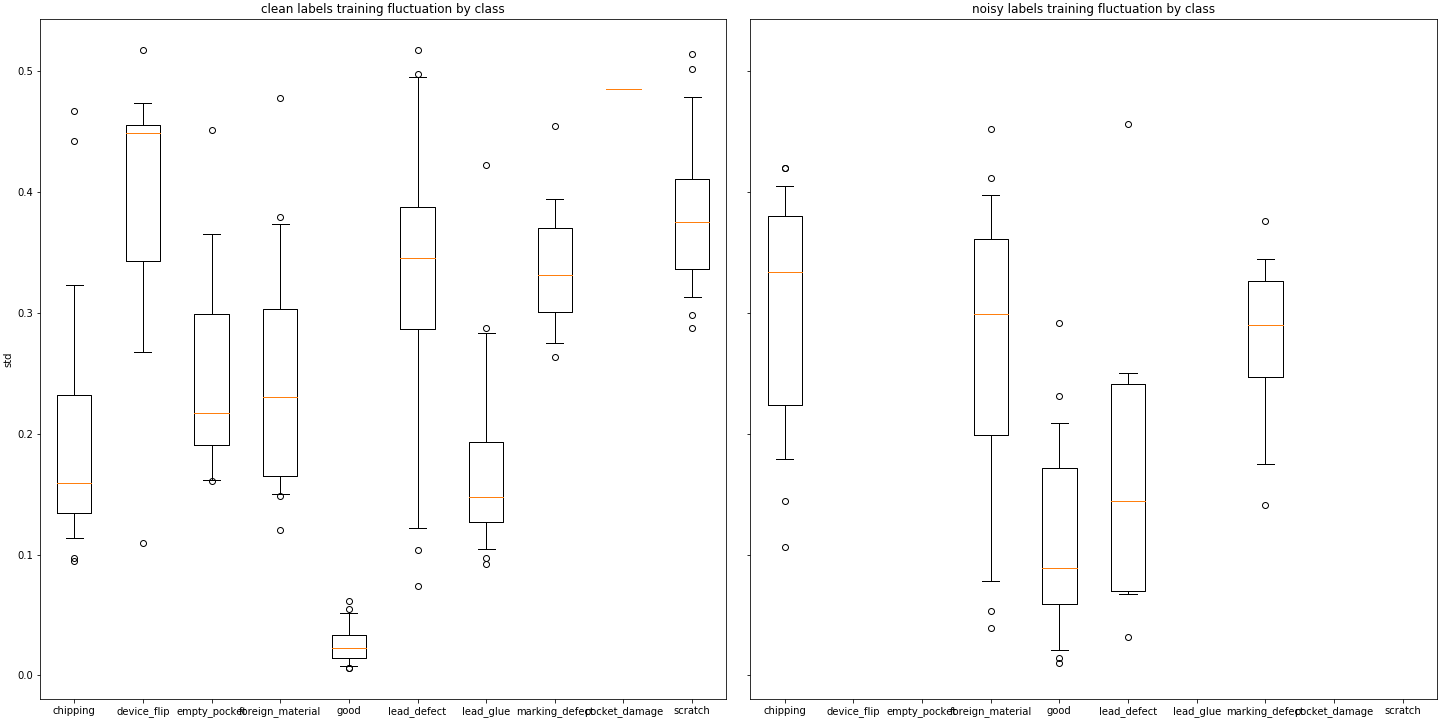 clean labels training fluctuation by class
noisy labels training fluctuation by class
std
0.5
0.4
0.3
0.2
0.1
0.0
chipping device_flip empty_pocket foreign_material good lead_defect lead_glue marking_defect pocket_damage scratch
chipping device_flip empty_pocket foreign_material good lead_defect lead_glue marking_defect pocket_damage scratch